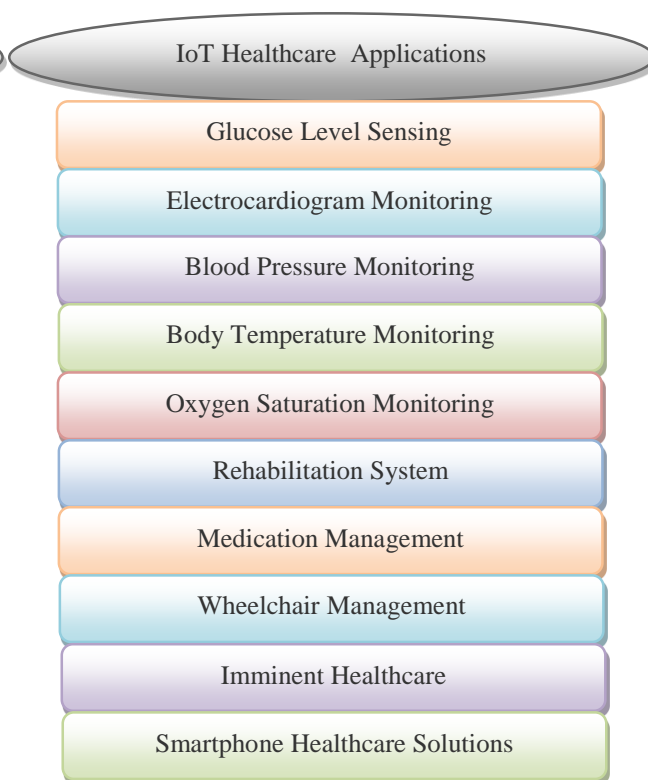 IoT Healthcare Applications
Glucose Level Sensing
Electrocardiogram Monitoring
Blood Pressure Monitoring
Body Temperature Monitoring
Oxygen Saturation Monitoring
Rehabilitation System
Medication Management
Wheelchair Management
Imminent Healthcare
Smartphone Healthcare Solutions